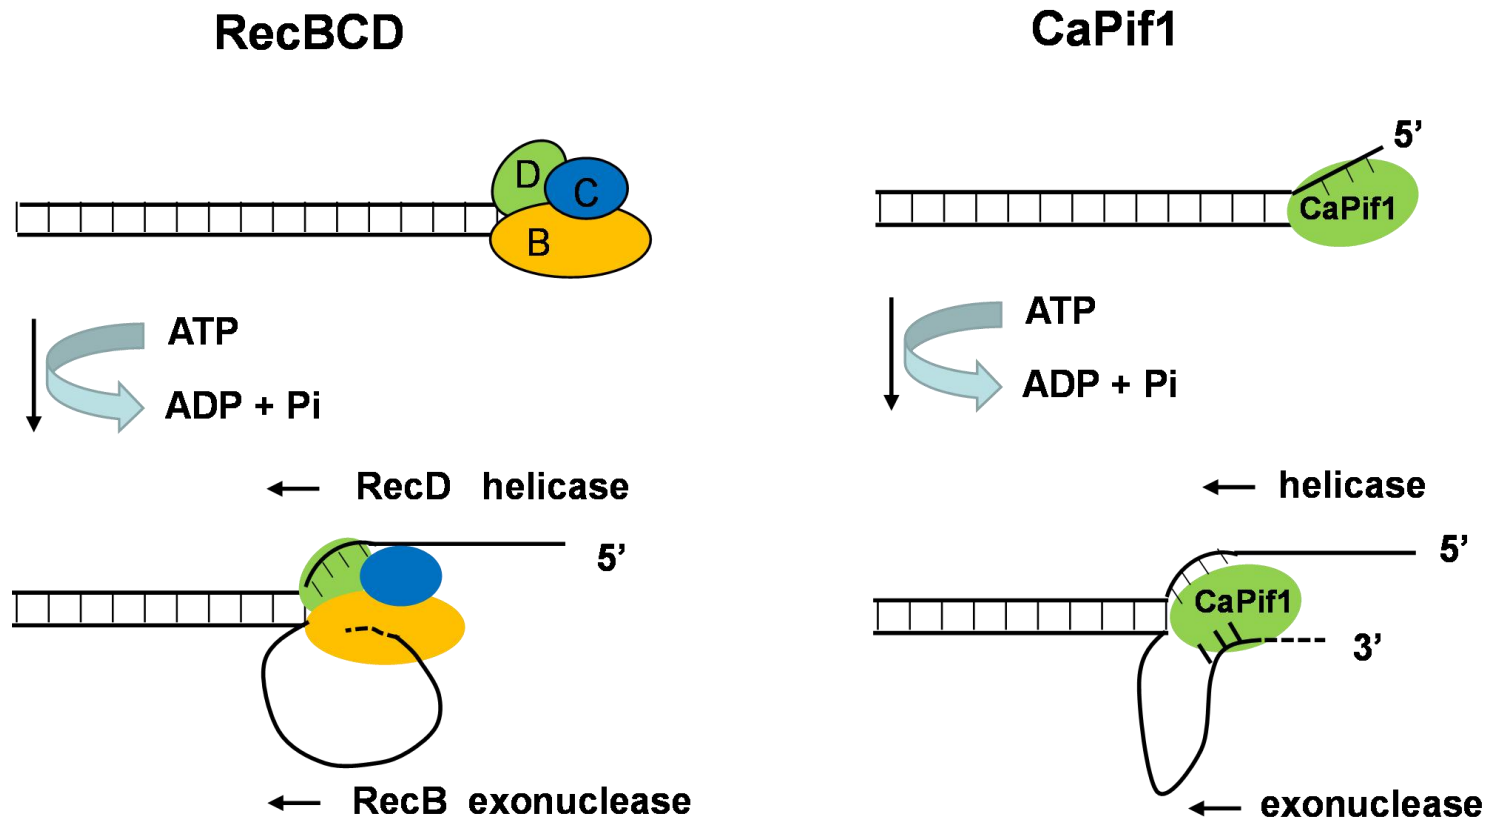 RecBCD
D
C
B
ATP
ADP + Pi
RecD helicase
5’
RecB exonuclease
CaPif1
5’
CaPif1
ATP
ADP + Pi
helicase
5’
CaPif1
3’
exonuclease